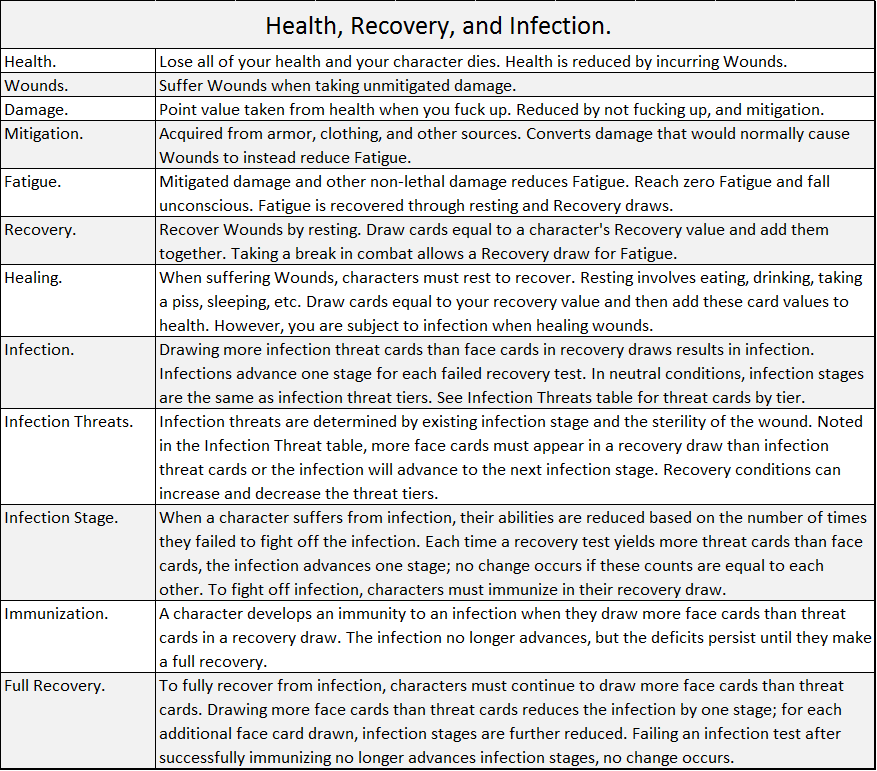 Health, Recovery, and Infection.
Health.
Lose all of your health and your character dies. Health is reduced by incurring Wounds.
Wounds.
Suffer Wounds when taking unmitigated damage.
Damage.
Point value taken from health when you fuck up. Reduced by not fucking up, and mitigation.
Mitigation.
Acquired from armor, clothing, and other sources. Converts damage that would normally cause
Wounds to instead reduce Fatigue.
Fatigue.
Mitigated damage and other non-lethal damage reduces Fatigue. Reach zero Fatigue and fall
unconscious. Fatigue is recovered through resting and Recovery draws.
Recovery.
Recover Wounds by resting. Draw cards equal to a character's Recovery value and add them
together. Taking a break in combat allows a Recovery draw for Fatigue.
Healing.
When suffering Wounds, characters must rest to recover. Resting involves eating, drinking, taking
a piss, sleeping, etc. Draw cards equal to your recovery value and then add these card values to
health. However, you are subject to infection when healing wounds.
Infection.
Drawing more infection threat cards than face cards in recovery draws results in infection.
Infections advance one stage for each failed recovery test. In neutral conditions, infection stages
are the same as infection threat tiers. See Infection Threats table for threat cards by tier.
Infection Threats.
Infection threats are determined by existing infection stage and the sterility of the wound. Noted
in the Infection Threat table, more face cards must appear in a recovery draw than infection
threat cards or the infection will advance to the next infection stage. Recovery conditions can
increase and decrease the threat tiers.
Infection Stage.
When a character suffers from infection, their abilities are reduced based on the number of times
they failed to fight off the infection. Each time a recovery test yields more threat cards than face
cards, the infection advances one stage; no change occurs if these counts are equal to each
other. To fight off infection, characters must immunize in their recovery draw.
Immunization.
A character develops an immunity to an infection when they draw more face cards than threat
cards in a recovery draw. The infection no longer advances, but the deficits persist until they make
a full recovery.
Full Recovery.
To fully recover from infection, characters must continue to draw more face cards than threat
cards. Drawing more face cards than threat cards reduces the infection by one stage; for each
additional face card drawn, infection stages are further reduced. Failing an infection test after
successfully immunizing no longer advances infection stages, no change occurs.